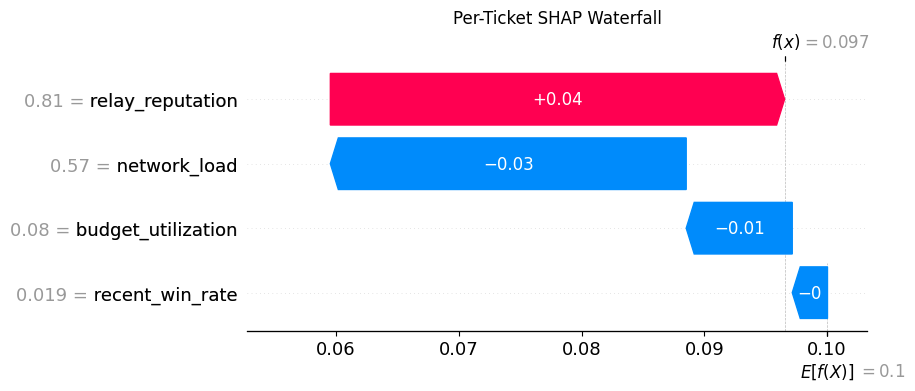 Per-Ticket SHAP Waterfall
f(x) = 0.097
0.81 = relay_reputation
+0.04
0.57 = network_load
−0.03
0.08 = budget_utilization
−0.01
0.019 = recent_win_rate
−0
0.06 0.07 0.08 0.09 0.10
E[f(X)] = 0.1